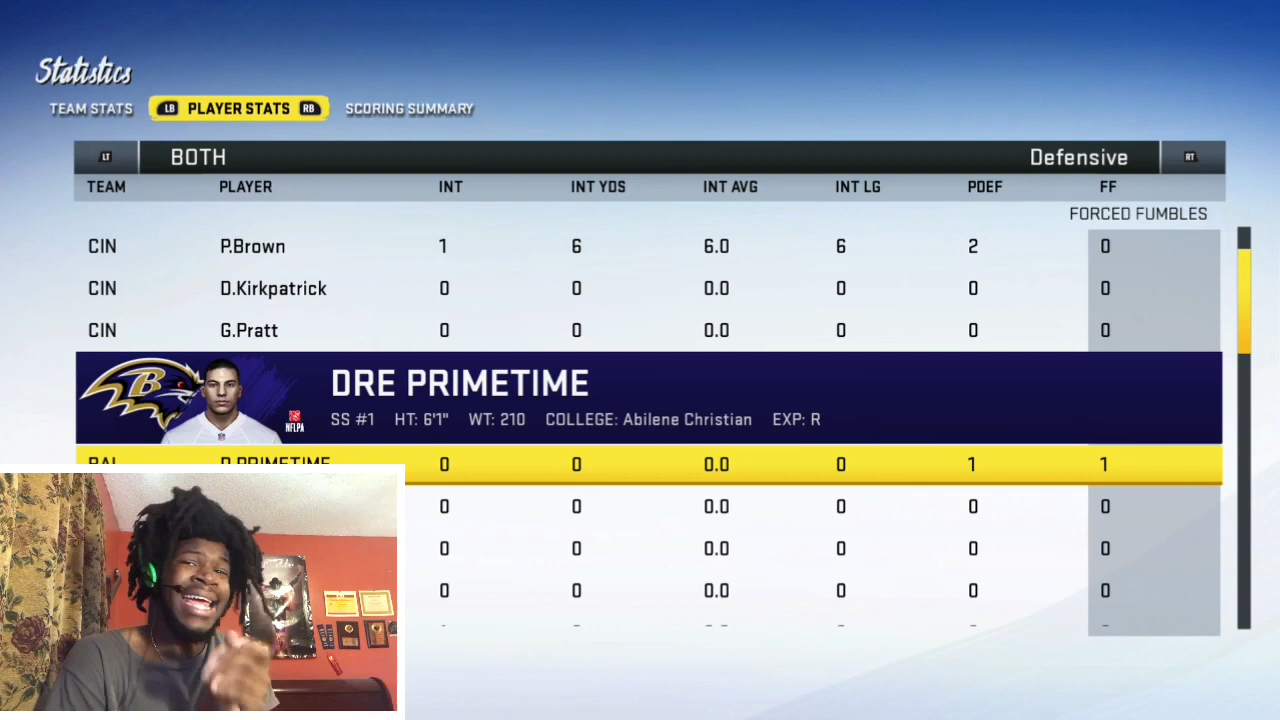 Statistics
TEAM STATS LB PLAYER STATS RB SCORING SUMMARY
LT BOTH Defensive RT
TEAM PLAYER INT INT YDS INT AVG INT LG PDEF FF
FORCED FUMBLES
CIN P.Brown 1 6 6.0 6 2 0
CIN D.Kirkpatrick 0 0 0.0 0 0 0
CIN G.Pratt 0 0 0.0 0 0 0
DRE PRIMETIME
SS #1 HT: 6'1" WT: 210 COLLEGE: Abilene Christian EXP: R
NFLPA
BAL D.PRIMETIME 0 0 0.0 0 1 1
0 0 0.0 0 0 0
0 0 0.0 0 0 0
0 0 0.0 0 0 0